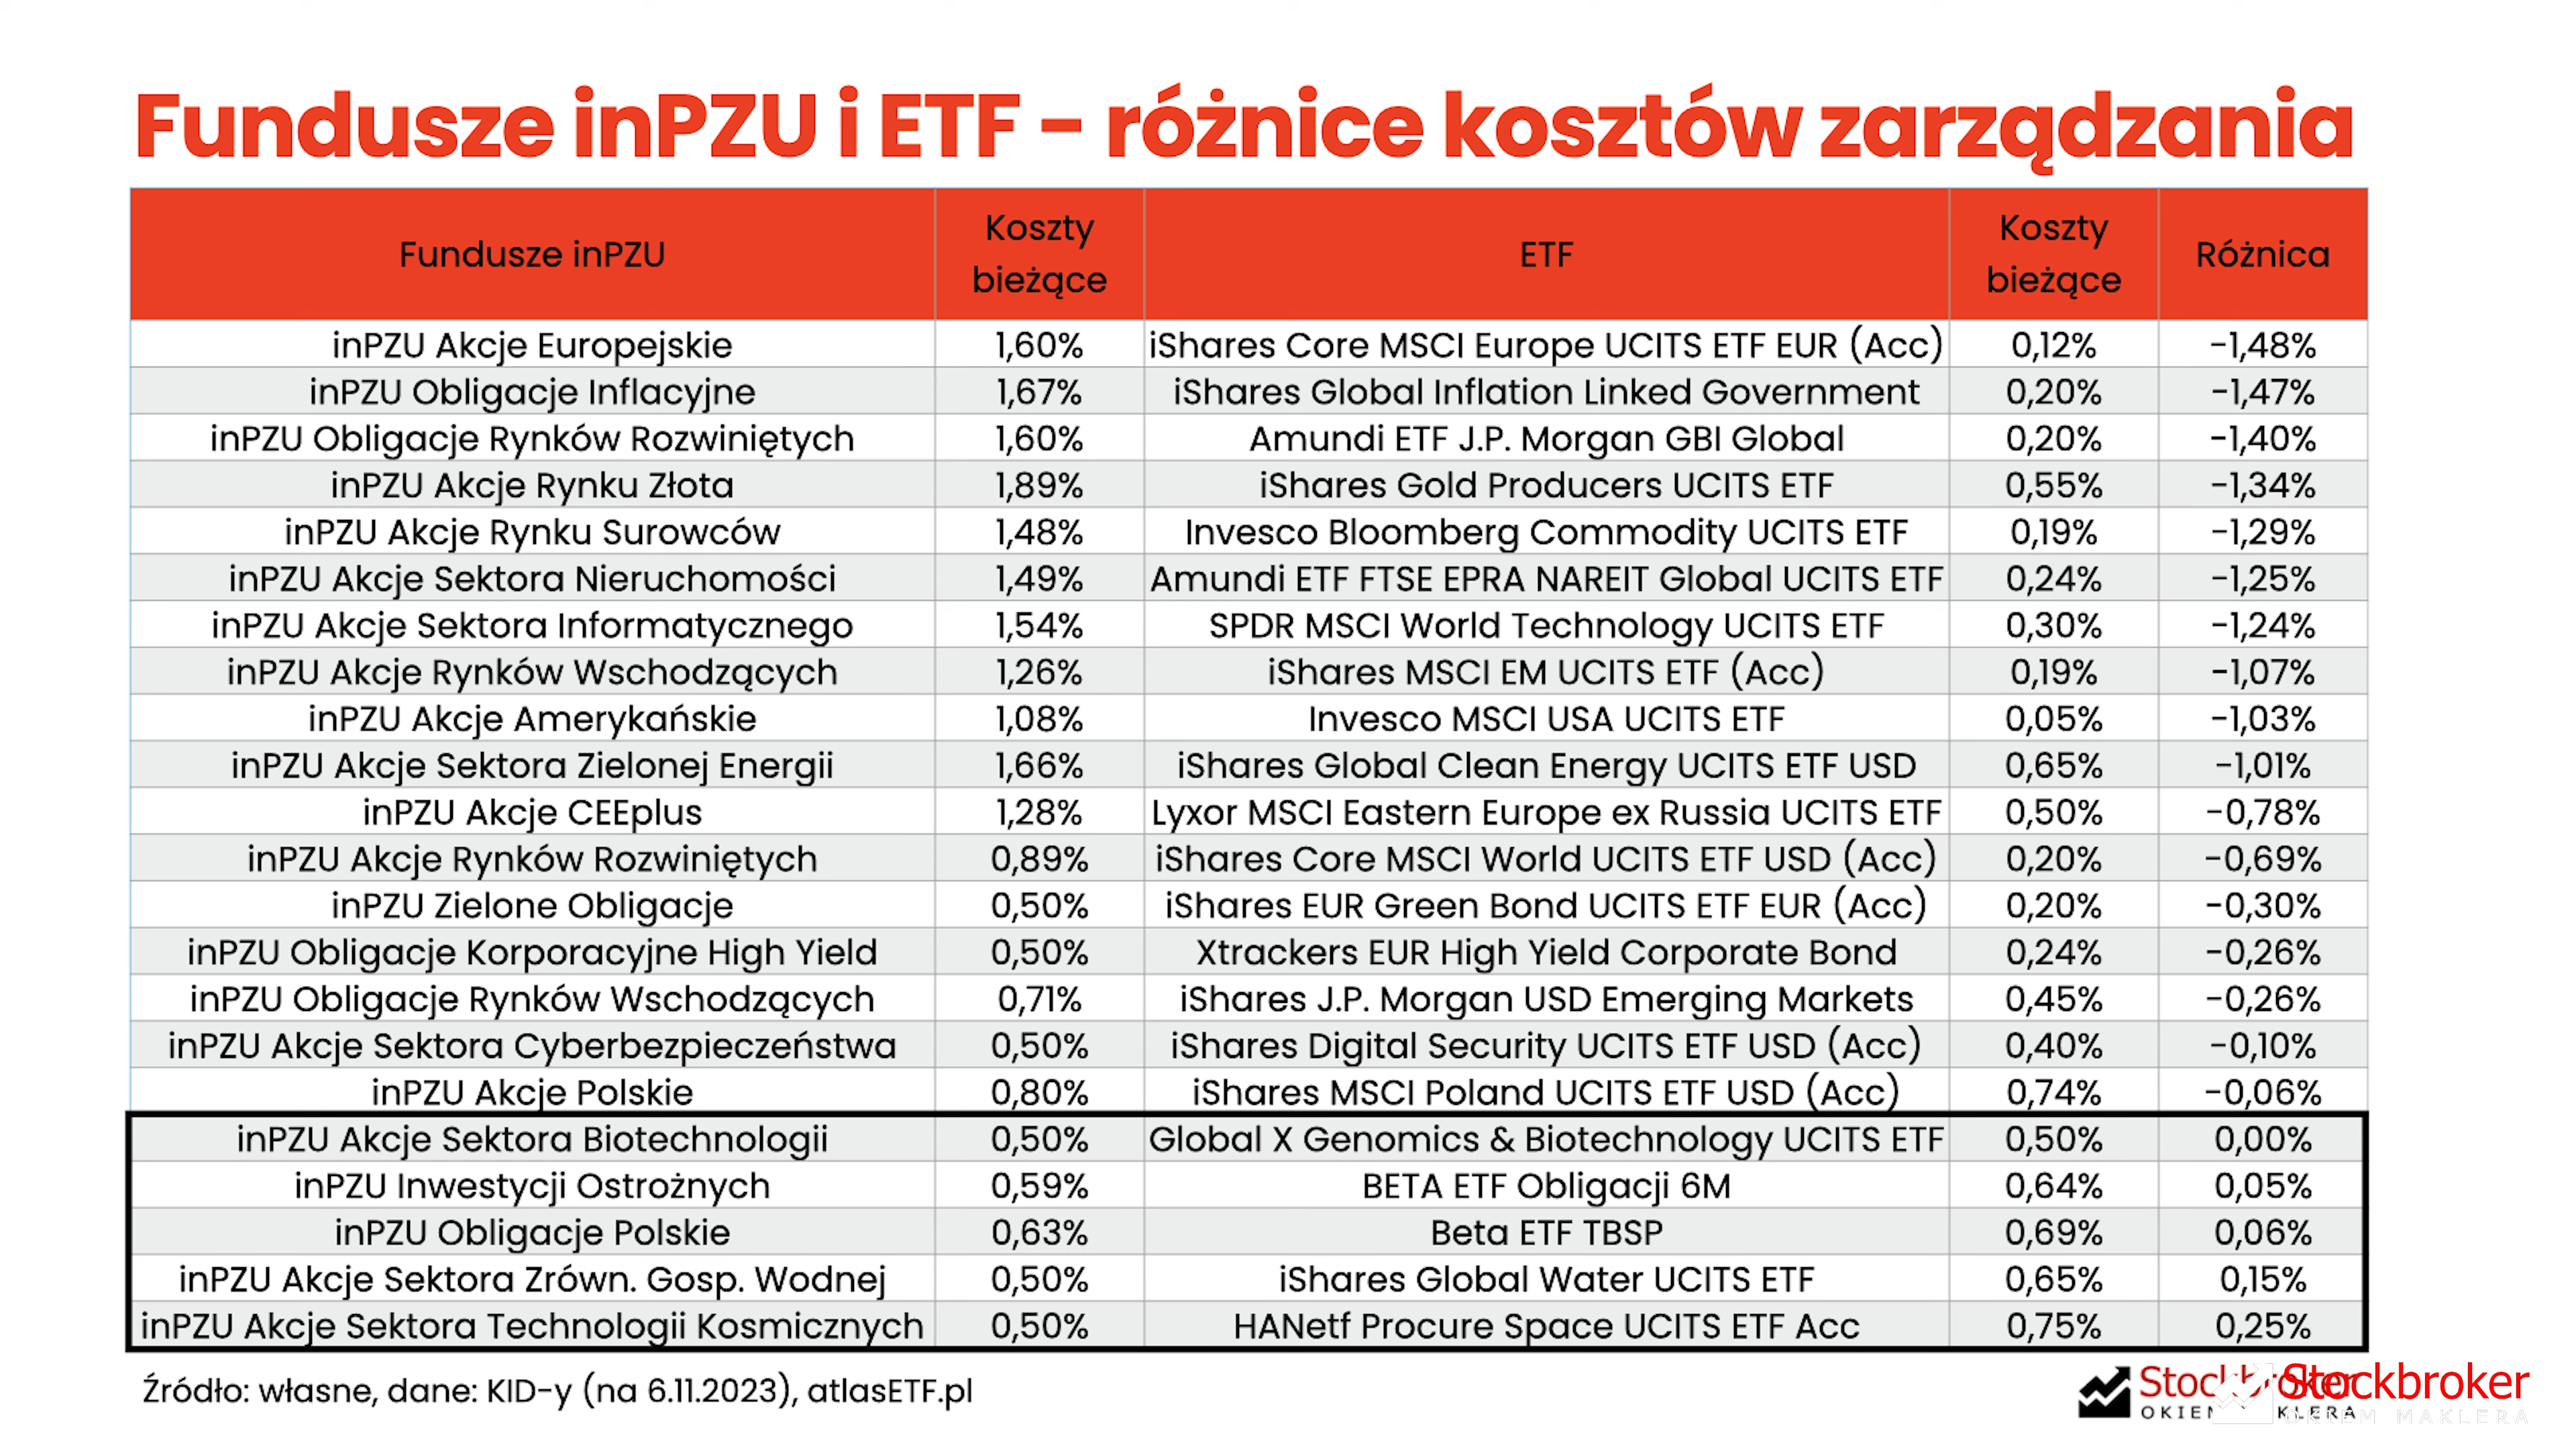 Fundusze inPZU i ETF – różnice kosztów zarządzania
Fundusze inPZU Koszty bieżące ETF Koszty bieżące Różnica
inPZU Akcje Europejskie 1,60% iShares Core MSCI Europe UCITS ETF EUR (Acc) 0,12% -1,48%
inPZU Obligacje Inflacyjne 1,67% iShares Global Inflation Linked Government 0,20% -1,47%
inPZU Obligacje Rynków Rozwiniętych 1,60% Amundi ETF J.P. Morgan GBI Global 0,20% -1,40%
inPZU Akcje Rynku Złota 1,89% iShares Gold Producers UCITS ETF 0,55% -1,34%
inPZU Akcje Rynku Surowców 1,48% Invesco Bloomberg Commodity UCITS ETF 0,19% -1,29%
inPZU Akcje Sektora Nieruchomości 1,49% Amundi ETF FTSE EPRA NAREIT Global UCITS ETF 0,24% -1,25%
inPZU Akcje Sektora Informatycznego 1,54% SPDR MSCI World Technology UCITS ETF 0,30% -1,24%
inPZU Akcje Rynków Wschodzących 1,26% iShares MSCI EM UCITS ETF (Acc) 0,19% -1,07%
inPZU Akcje Amerykańskie 1,08% Invesco MSCI USA UCITS ETF 0,05% -1,03%
inPZU Akcje Sektora Zielonej Energii 1,66% iShares Global Clean Energy UCITS ETF USD 0,65% -1,01%
inPZU Akcje CEEplus 1,28% Lyxor MSCI Eastern Europe ex Russia UCITS ETF 0,50% -0,78%
inPZU Akcje Rynków Rozwiniętych 0,89% iShares Core MSCI World UCITS ETF USD (Acc) 0,20% -0,69%
inPZU Zielone Obligacje 0,50% iShares EUR Green Bond UCITS ETF EUR (Acc) 0,20% -0,30%
inPZU Obligacje Korporacyjne High Yield 0,50% Xtrackers EUR High Yield Corporate Bond 0,24% -0,26%
inPZU Obligacje Rynków Wschodzących 0,71% iShares J.P. Morgan USD Emerging Markets 0,45% -0,26%
inPZU Akcje Sektora Cyberbezpieczeństwa 0,50% iShares Digital Security UCITS ETF USD (Acc) 0,40% -0,10%
inPZU Akcje Polskie 0,80% iShares MSCI Poland UCITS ETF USD (Acc) 0,74% -0,06%
inPZU Akcje Sektora Biotechnologii 0,50% Global X Genomics & Biotechnology UCITS ETF 0,50% 0,00%
inPZU Inwestycji Ostrożnych 0,59% BETA ETF Obligacji 6M 0,64% 0,05%
inPZU Obligacje Polskie 0,63% Beta ETF TBSP 0,69% 0,06%
inPZU Akcje Sektora Zrówn. Gosp. Wodnej 0,50% iShares Global Water UCITS ETF 0,65% 0,15%
inPZU Akcje Sektora Technologii Kosmicznych 0,50% HANetf Procure Space UCITS ETF Acc 0,75% 0,25%
Źródło: własne, dane: KID-y (na 6.11.2023), atlasETF.pl
Stockbroker
OKIEM MAKLERA